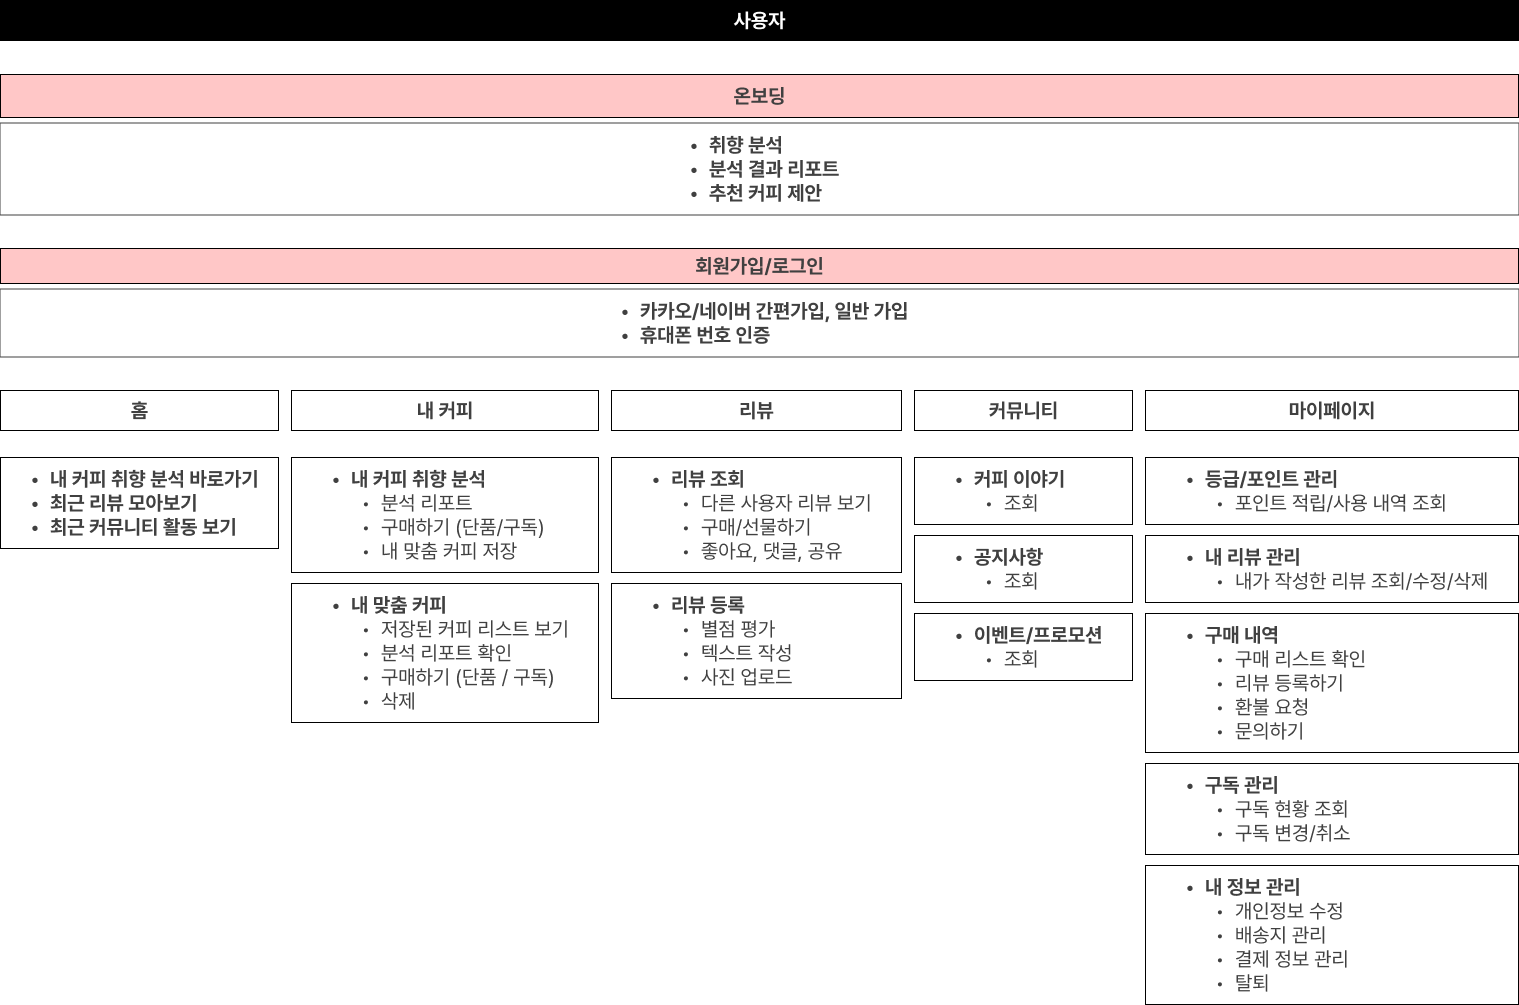 사용자
온보딩
• 취향 분석
• 분석 결과 리포트
• 추천 커피 제안
회원가입/로그인
• 카카오/네이버 간편가입, 일반 가입
• 휴대폰 번호 인증
홈
• 내 커피 취향 분석 바로가기
• 최근 리뷰 모아보기
• 최근 커뮤니티 활동 보기
내 커피
• 내 커피 취향 분석
• 분석 리포트
• 구매하기 (단품/구독)
• 내 맞춤 커피 저장
• 내 맞춤 커피
• 저장된 커피 리스트 보기
• 분석 리포트 확인
• 구매하기 (단품 / 구독)
• 삭제
리뷰
• 리뷰 조회
• 다른 사용자 리뷰 보기
• 구매/선물하기
• 좋아요, 댓글, 공유
• 리뷰 등록
• 별점 평가
• 텍스트 작성
• 사진 업로드
커뮤니티
• 커피 이야기
• 조회
• 공지사항
• 조회
• 이벤트/프로모션
• 조회
마이페이지
• 등급/포인트 관리
• 포인트 적립/사용 내역 조회
• 내 리뷰 관리
• 내가 작성한 리뷰 조회/수정/삭제
• 구매 내역
• 구매 리스트 확인
• 리뷰 등록하기
• 환불 요청
• 문의하기
• 구독 관리
• 구독 현황 조회
• 구독 변경/취소
• 내 정보 관리
• 개인정보 수정
• 배송지 관리
• 결제 정보 관리
• 탈퇴